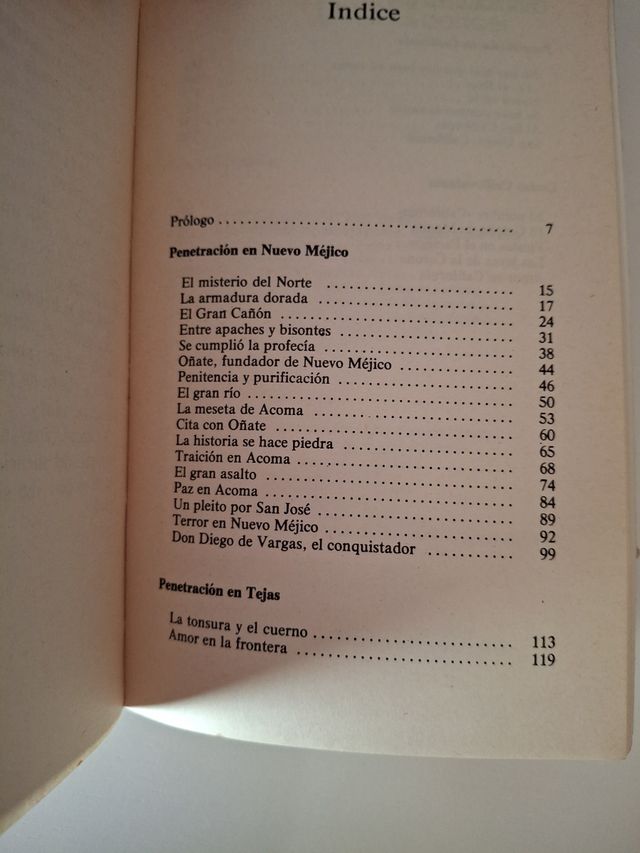 Indice
Prólogo ........................................ 7
Penetración en Nuevo Méjico
El misterio del Norte ........................ 15
La armadura dorada ........................ 17
El Gran Cañón ........................ 24
Entre apaches y bisontes ........................ 31
Se cumplió la profecía ........................ 38
Oñate, fundador de Nuevo Méjico ............... 44
Penitencia y purificación ........................ 46
El gran río ........................ 50
La meseta de Acoma ........................ 53
Cita con Oñate ........................ 60
La historia se hace piedra ........................ 65
Traición en Acoma ........................ 68
El gran asalto ........................ 74
Paz en Acoma ........................ 84
Un pleito por San José ........................ 89
Terror en Nuevo Méjico ........................ 92
Don Diego de Vargas, el conquistador ........... 99
Penetración en Tejas
La tonsura y el cuerno ........................ 113
Amor en la frontera ........................ 119